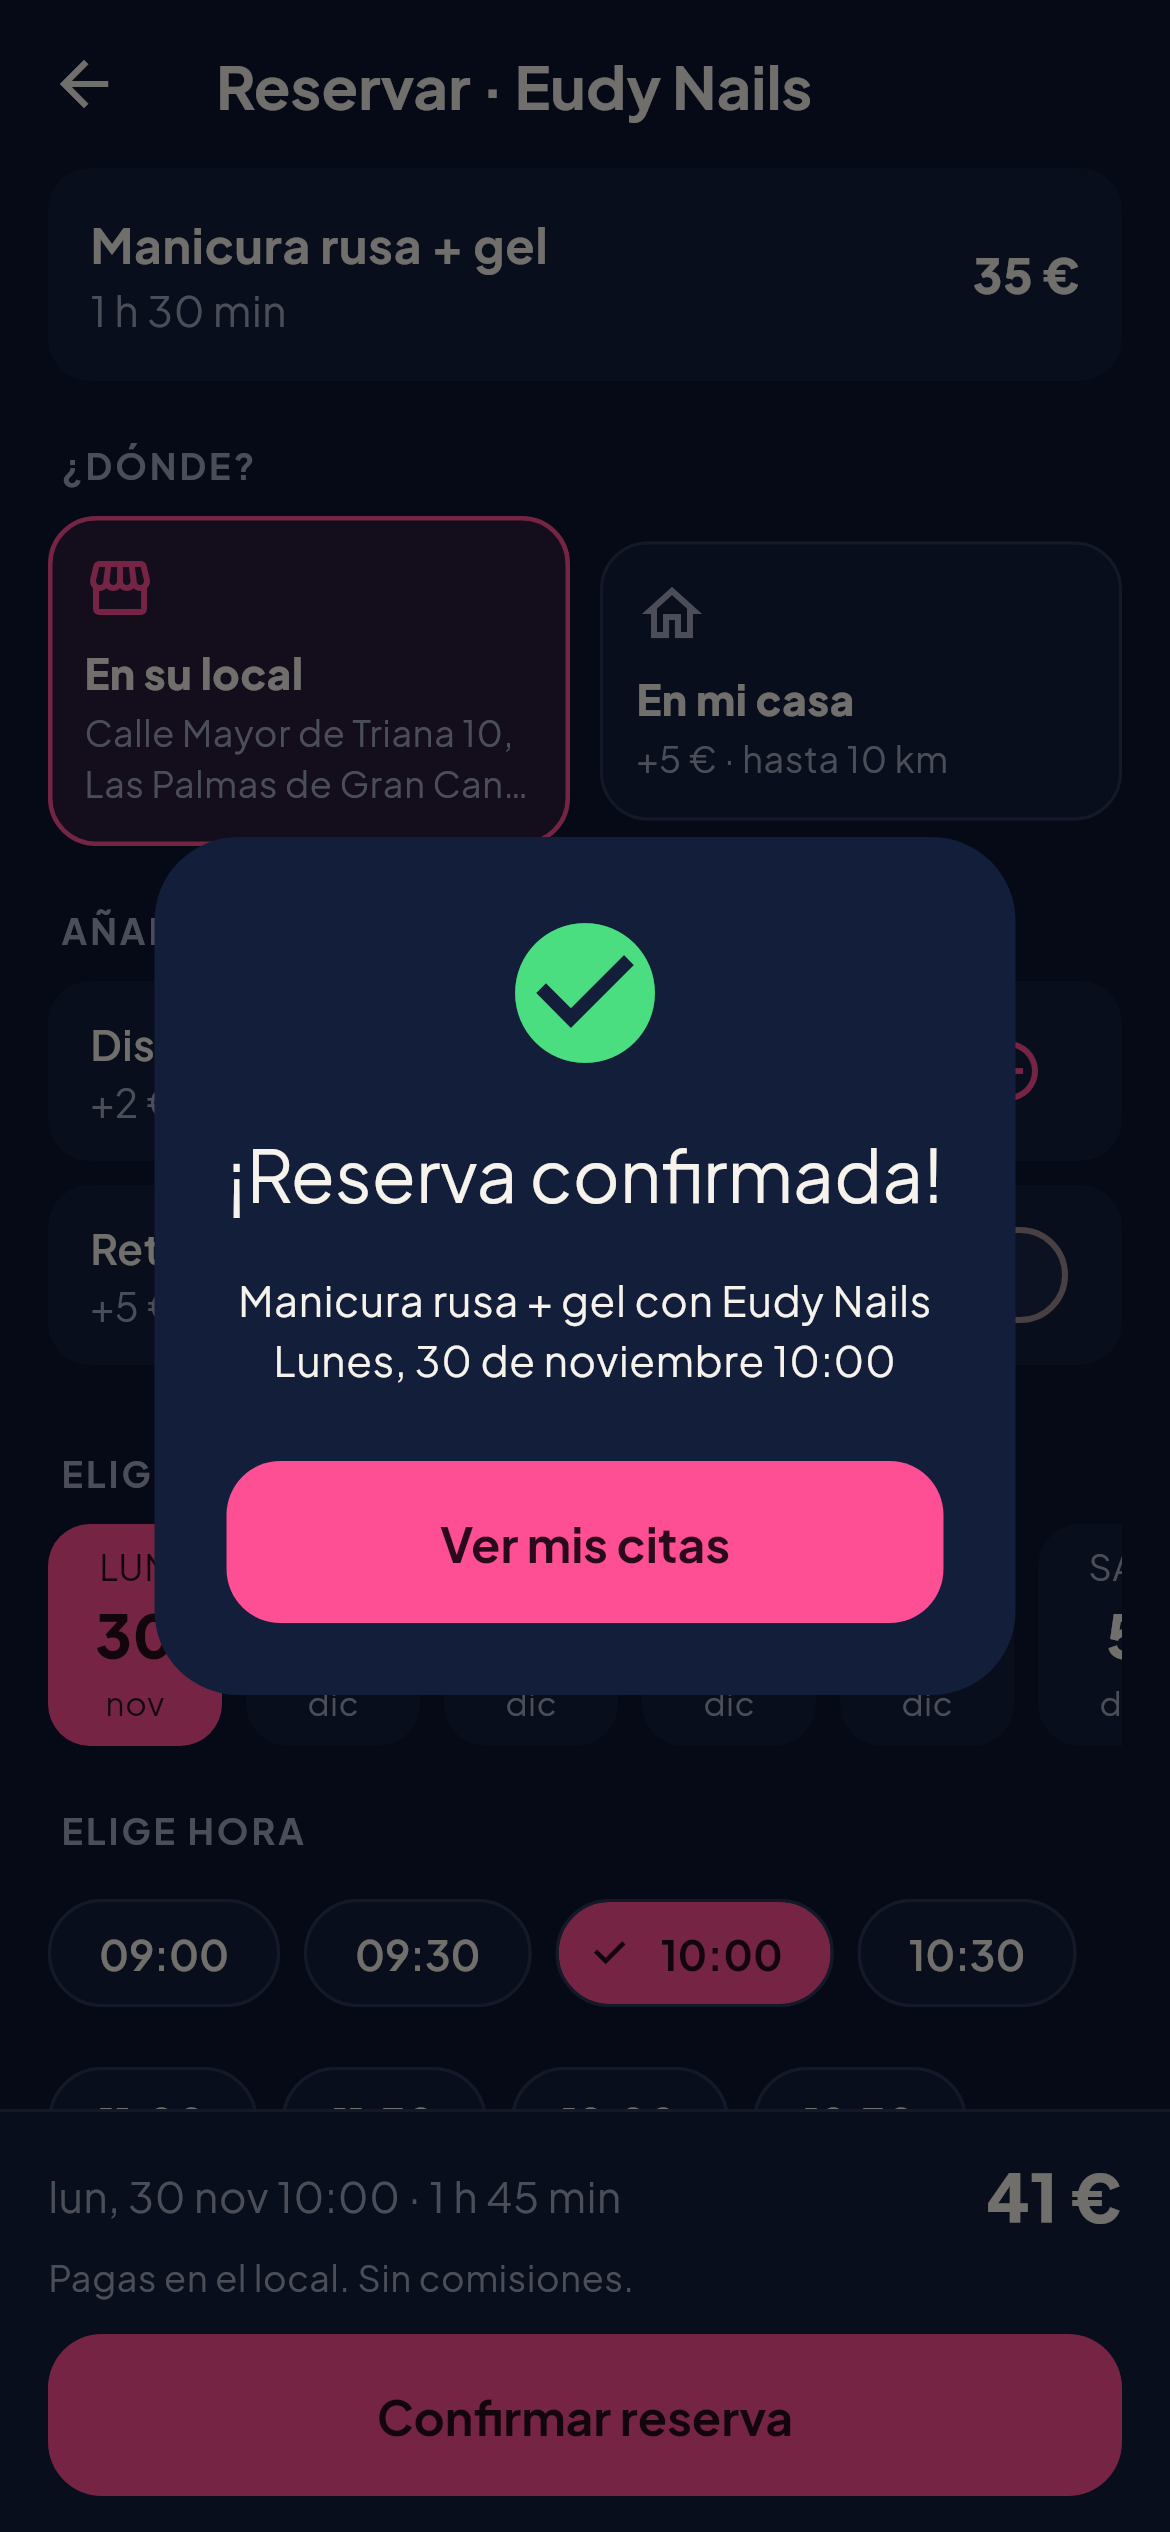 Reservar · Eudy Nails
Manicura rusa + gel
1 h 30 min
35 €
¿DÓNDE?
En su local
Calle Mayor de Triana 10,
Las Palmas de Gran Can…
En mi casa
+5 € · hasta 10 km
+2
+5
¡Reserva confirmada!
Manicura rusa + gel con Eudy Nails
Lunes, 30 de noviembre 10:00
Ver mis citas
30
nov
dic
dic
dic
dic
ELIGE HORA
09:00
09:30
10:00
10:30
lun, 30 nov 10:00 · 1 h 45 min
41 €
Pagas en el local. Sin comisiones.
Confirmar reserva